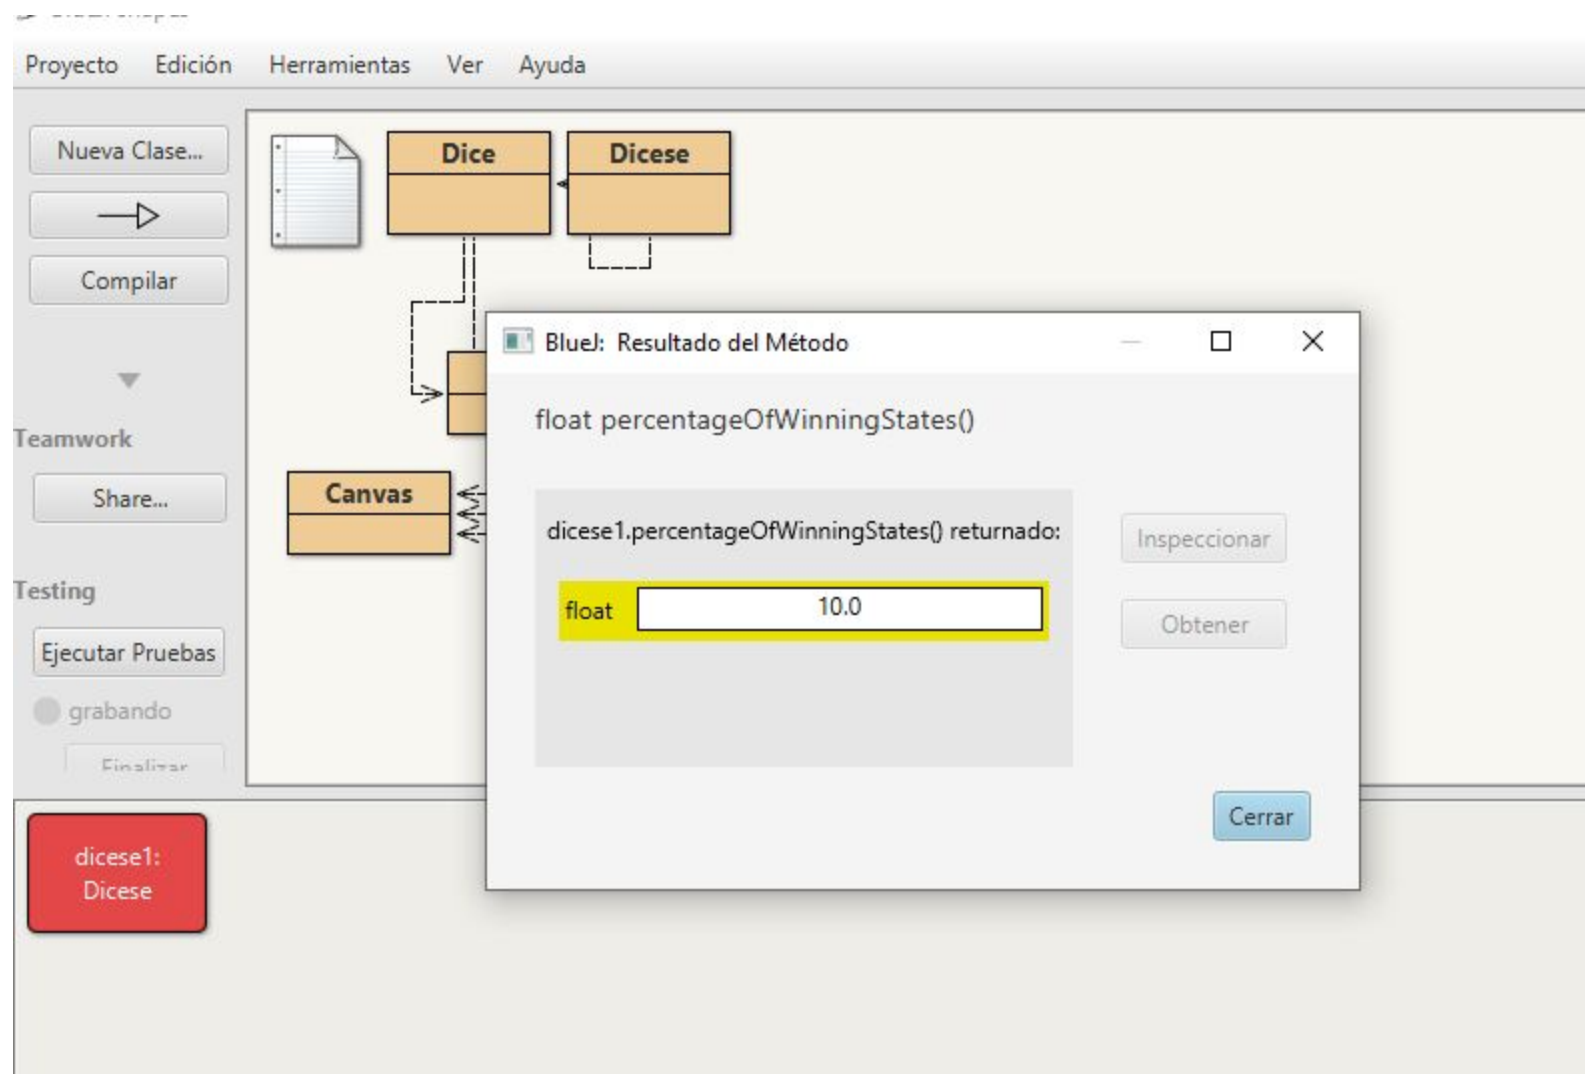 Proyecto Edición Herramientas Ver Ayuda
Nueva Clase...
Compilar
Teamwork
Share...
Testing
Ejecutar Pruebas
grabando
Finalizar
Dice
Dicese
Canvas
BlueJ: Resultado del Método
float percentageOfWinningStates()
dicese1.percentageOfWinningStates() returnado:
float 10.0
Inspeccionar
Obtener
Cerrar
dicese1:
Dicese